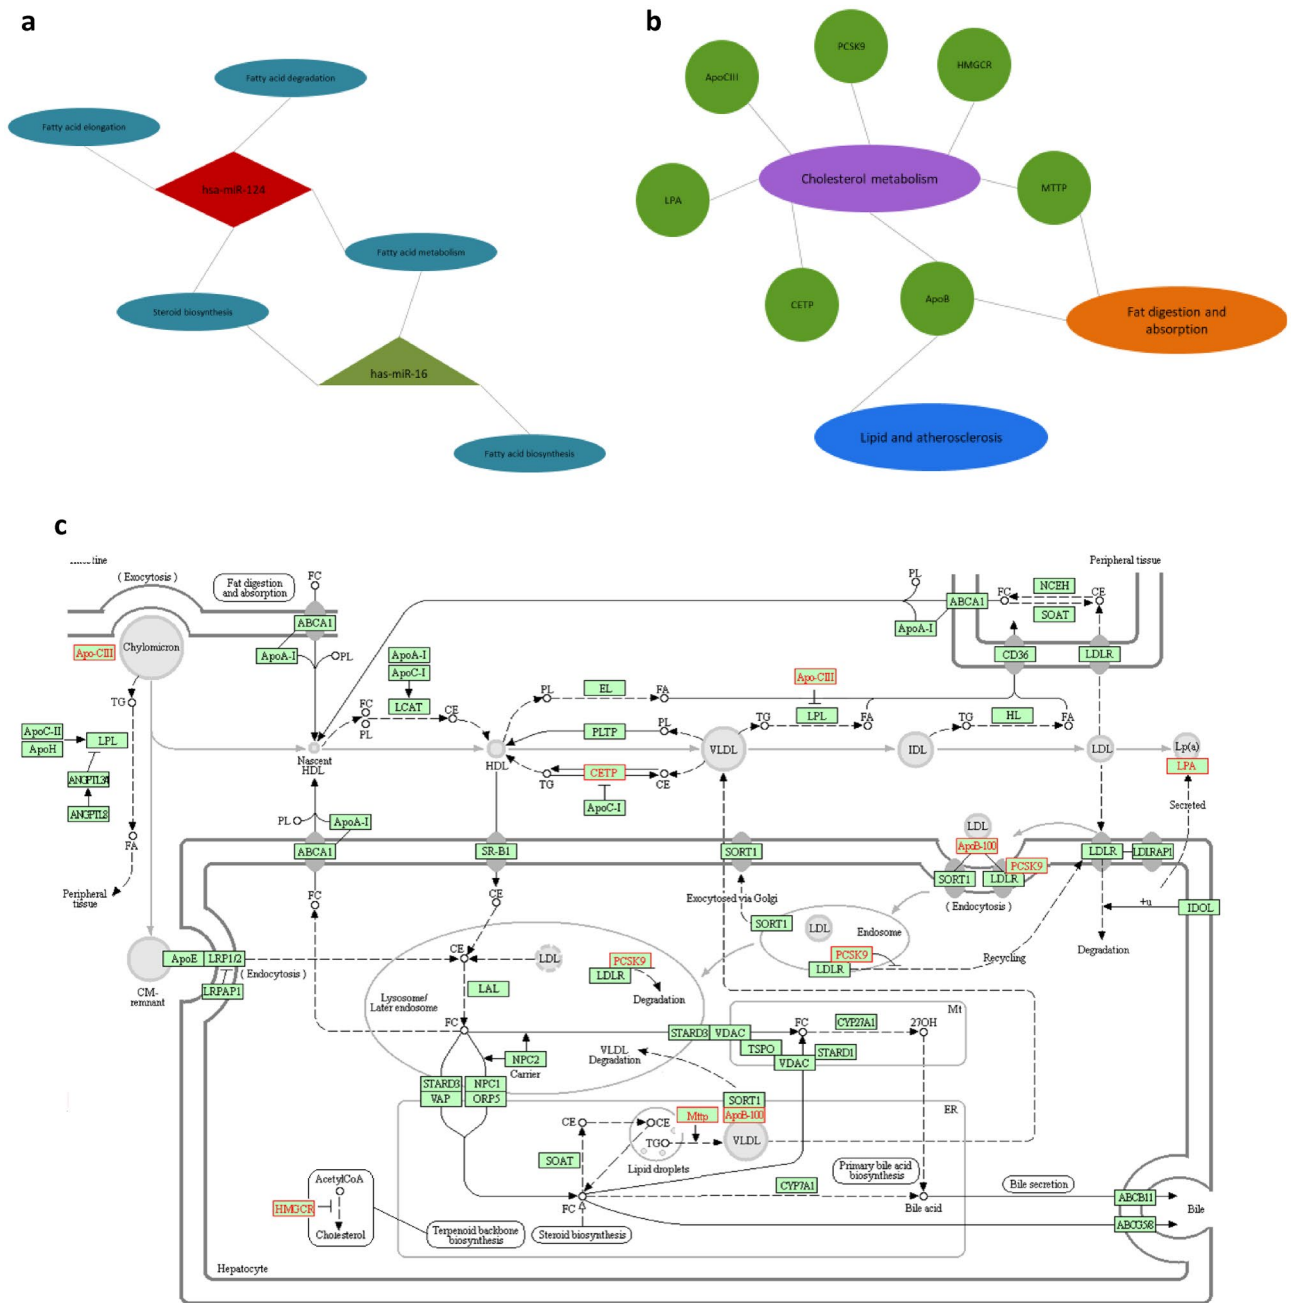 a
Fatty acid degradation
Fatty acid elongation
hsa-miR-124
Fatty acid metabolism
Steroid biosynthesis
has-miR-16
Fatty acid biosynthesis
b
PCSK9
HMGCR
ApoCIII
Cholesterol metabolism
MTTP
LPA
CETP
ApoB
Fat digestion and
absorption
Lipid and atherosclerosis
c
( Exocytosis )
Fat digestion
and absorption
FC
ABCA1
Chylomicron
Apo-CIII
ApoA-I
PL
TG
ApoC-II
ApoH
LPL
ANGPTL8
FA
Peripheral
tissue
ApoA-I
ApoC-I
LCAT
FC
PL
CE
Nascent
HDL
HDL
PL
EL
FA
PLTP
PL
CETP
TG
CE
ApoC-I
VLDL
Apo-CIII
TG
LPL
FA
IDL
TG
HL
FA
LDL
Lp(a)
LPA
Secreted
PL
ABCA1
ApoA-I
Peripheral tissue
FC
NCEH
CE
SOAT
CD36
LDLR
PL
ApoA-I
ABCA1
FC
SR-B1
CE
SORT1
Exocytosed via Golgi
LDL
ApoB-100
PCSK9
SORT1
LDLR
( Endocytosis )
LDLR
LDLRAP1
+u
IDOL
Degradation
SORT1
LDL
Endosome
PCSK9
LDLR
Recycling
CM-
remnant
ApoE
LRP1/2
( Endocytosis )
LRPAP1
CE
LDL
LAL
Lysosome/
Later endosome
PCSK9
LDLR
Degradation
FC
NPC2
Carrier
STARD3
VAP
NPC1
ORP5
STARD3
VDAC
FC
CYP27A1
27OH
Mt
TSPO
VDAC
STARD1
VLDL
Degradation
SORT1
ApoB-100
VLDL
ER
CE
CE
Mttp
TG
Lipid droplets
SOAT
FC
Steroid biosynthesis
CYP7A1
Primary bile acid
biosynthesis
Bile acid
Bile secretion
ABCB11
ABCG5/8
Bile
AcetylCoA
HMGCR
Cholesterol
Terpenoid backbone
biosynthesis
Hepatocyte